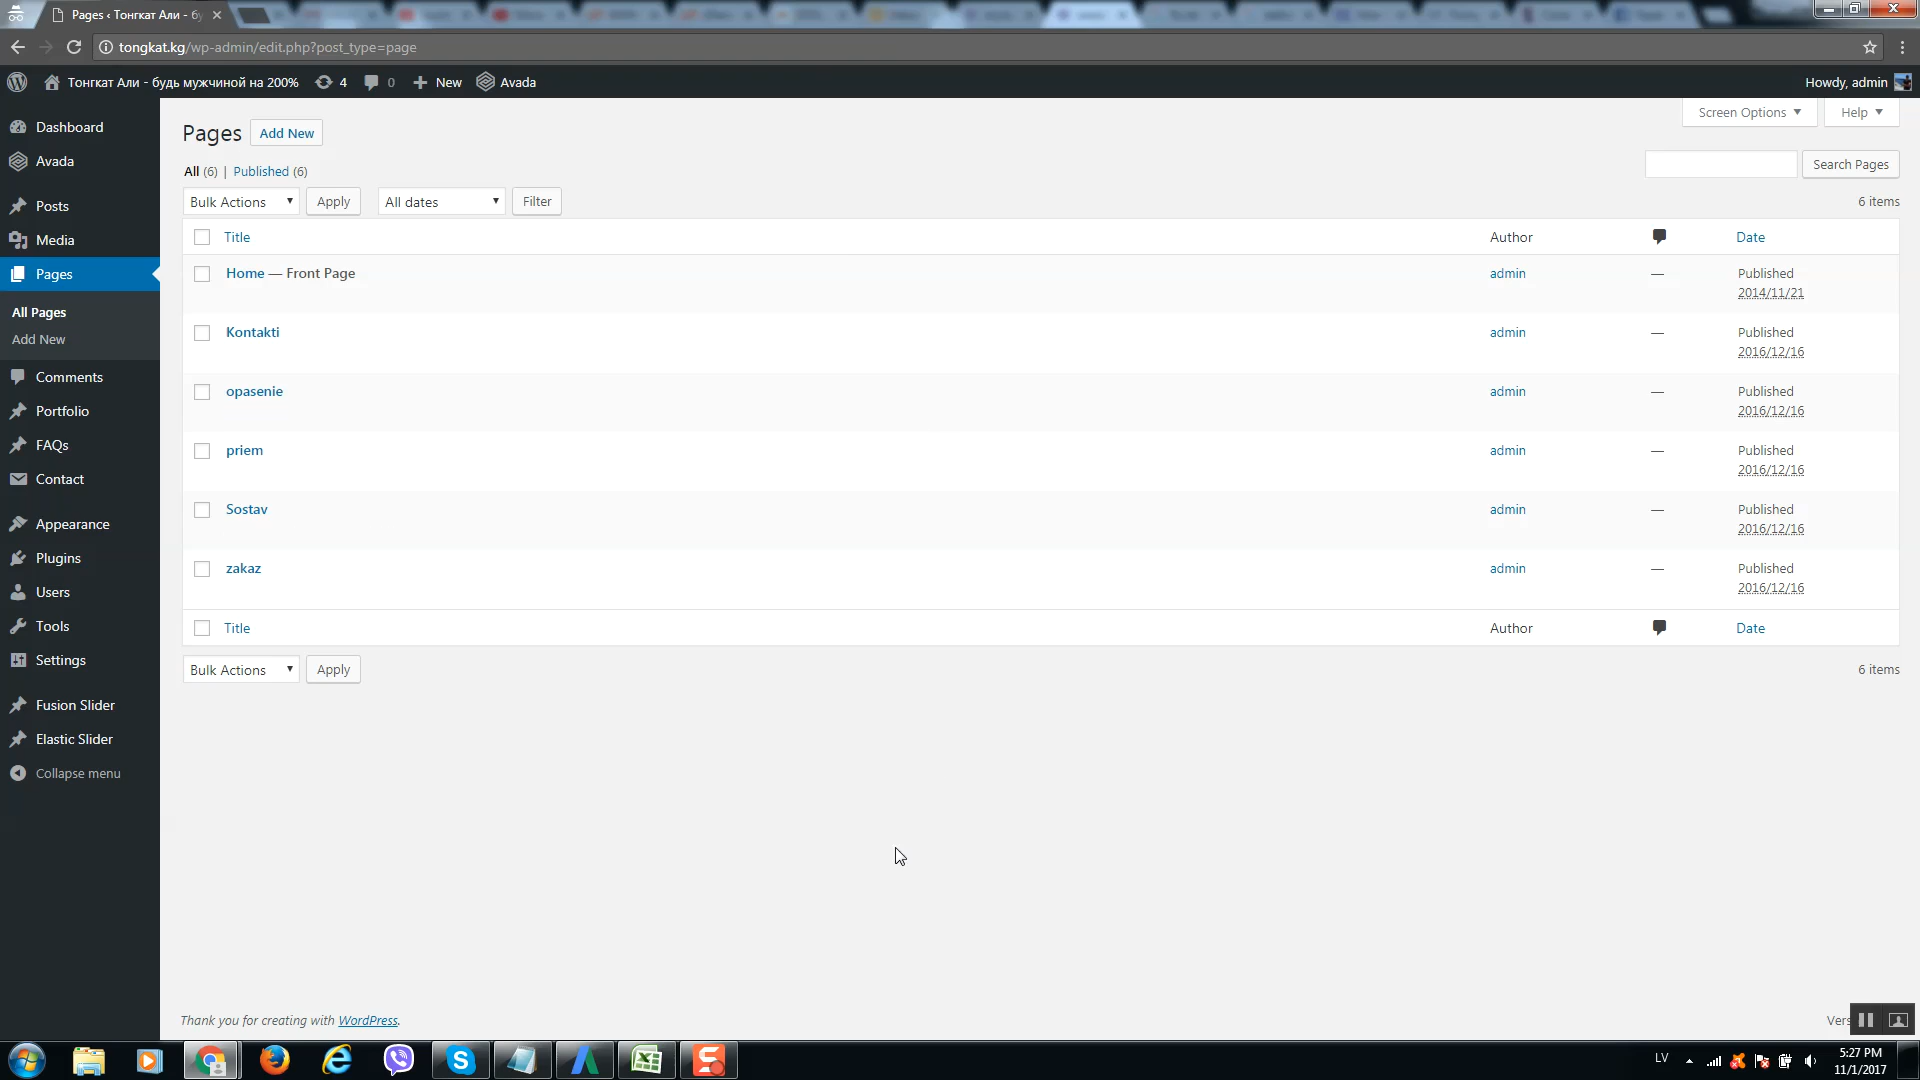 Pages ‹ Тонгкат Али - бу
tongkat.kg/wp-admin/edit.php?post_type=page
Тонгкат Али - будь мужчиной на 200% 4 0 New Avada Howdy, admin
Screen Options Help
Dashboard
Avada
Posts
Media
Pages
All Pages
Add New
Comments
Portfolio
FAQs
Contact
Appearance
Plugins
Users
Tools
Settings
Fusion Slider
Elastic Slider
Collapse menu
Pages Add New
All (6) | Published (6)
Search Pages
Bulk Actions Apply All dates Filter 6 items
Title Author Date
Home — Front Page admin — Published
2014/11/21
Kontakti admin — Published
2016/12/16
opasenie admin — Published
2016/12/16
priem admin — Published
2016/12/16
Sostav admin — Published
2016/12/16
zakaz admin — Published
2016/12/16
Title Author Date
Bulk Actions Apply 6 items
Thank you for creating with WordPress. Vers
LV 5:27 PM
11/1/2017